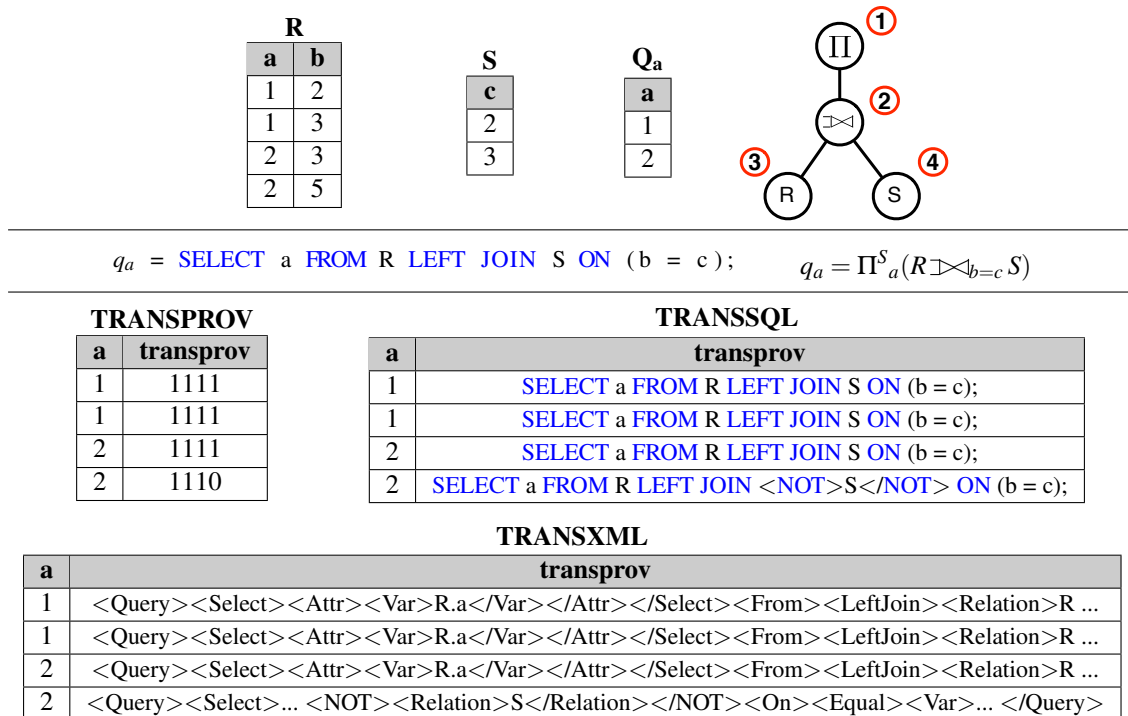 R
a b
1 2
1 3
2 3
2 5
S
c
2
3
Qa
a
1
2
1
Π
2
⟕
3
R
4
S
qa = SELECT a FROM R LEFT JOIN S ON (b = c); qa = Π^S_a(R ⟕_{b=c} S)
TRANSPROV
a transprov
1 1111
1 1111
2 1111
2 1110
TRANSSQL
a transprov
1 SELECT a FROM R LEFT JOIN S ON (b = c);
1 SELECT a FROM R LEFT JOIN S ON (b = c);
2 SELECT a FROM R LEFT JOIN S ON (b = c);
2 SELECT a FROM R LEFT JOIN <NOT>S</NOT> ON (b = c);
TRANSXML
a transprov
1 <Query><Select><Attr><Var>R.a</Var></Attr></Select><From><LeftJoin><Relation>R ...
1 <Query><Select><Attr><Var>R.a</Var></Attr></Select><From><LeftJoin><Relation>R ...
2 <Query><Select><Attr><Var>R.a</Var></Attr></Select><From><LeftJoin><Relation>R ...
2 <Query><Select>... <NOT><Relation>S</Relation></NOT><On><Equal><Var>... </Query>